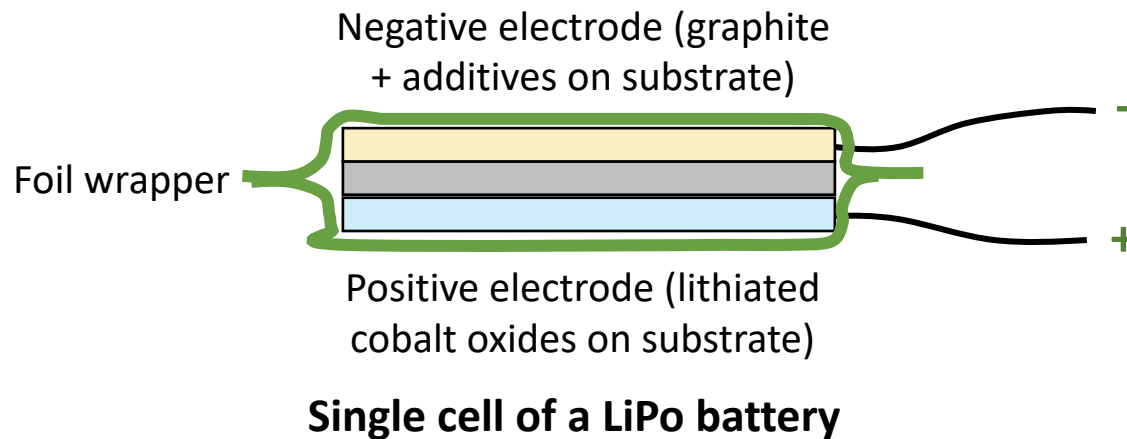 Negative electrode (graphite
+ additives on substrate)
-
Foil wrapper
+
Positive electrode (lithiated
cobalt oxides on substrate)
Single cell of a LiPo battery